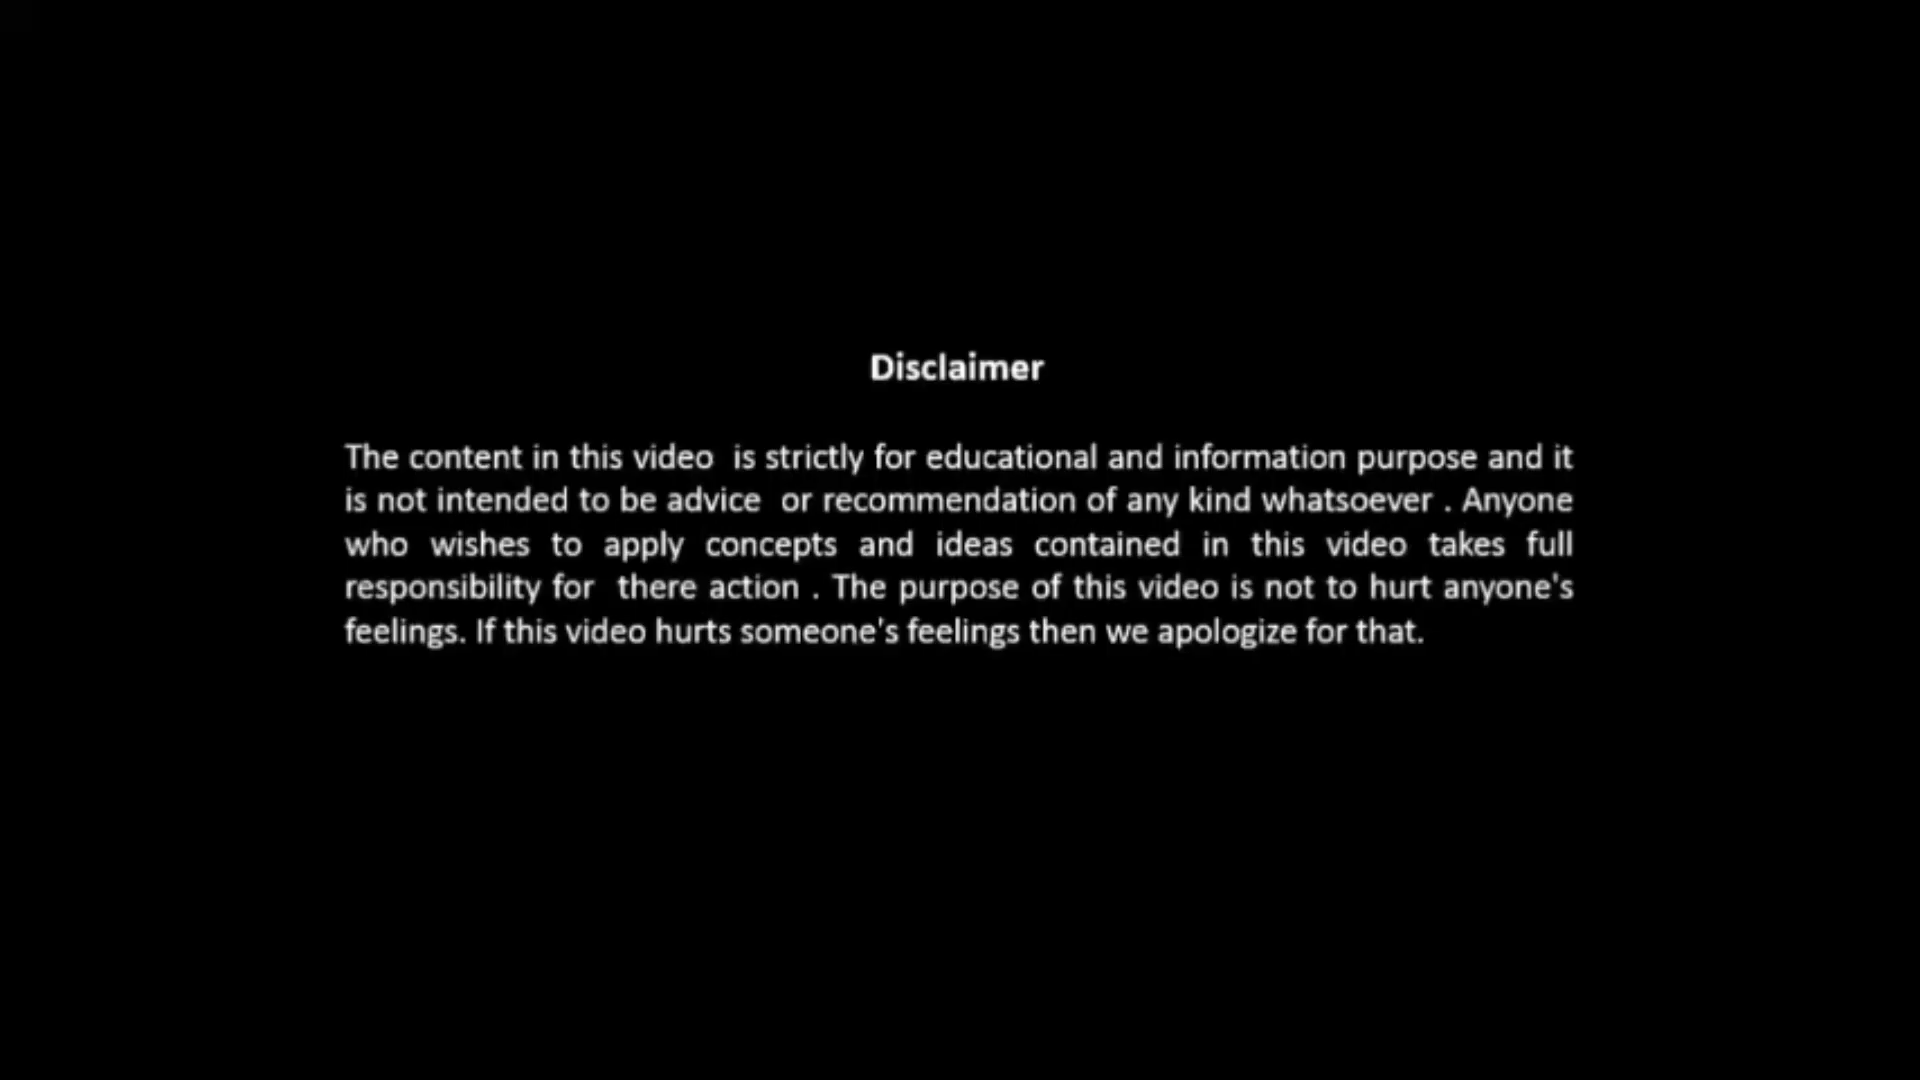 Disclaimer
The content in this video is strictly for educational and information purpose and it
is not intended to be advice or recommendation of any kind whatsoever . Anyone
who wishes to apply concepts and ideas contained in this video takes full
responsibility for there action . The purpose of this video is not to hurt anyone's
feelings. If this video hurts someone's feelings then we apologize for that.